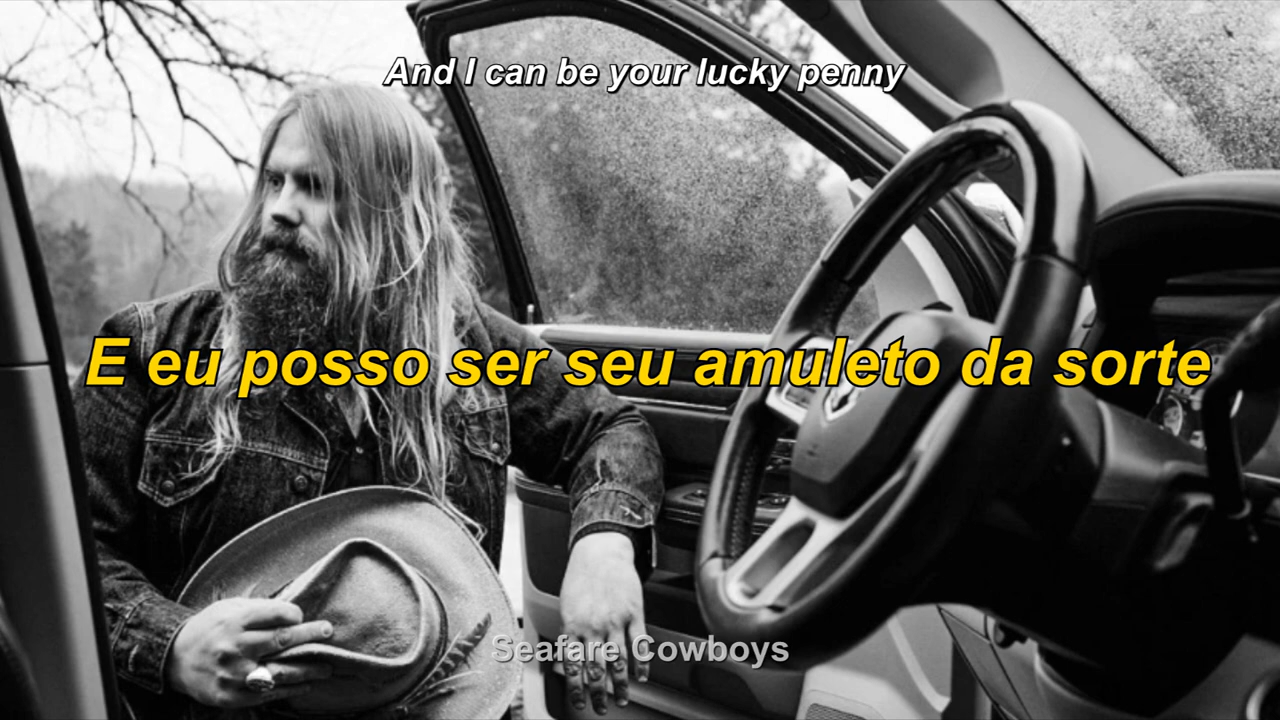 And I can be your lucky penny
E eu posso ser seu amuleto da sorte
Seafare Cowboys